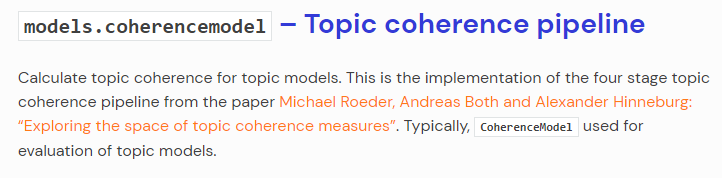 models.coherencemodel – Topic coherence pipeline
Calculate topic coherence for topic models. This is the implementation of the four stage topic
coherence pipeline from the paper Michael Roeder, Andreas Both and Alexander Hinneburg:
“Exploring the space of topic coherence measures”. Typically, CoherenceModel used for
evaluation of topic models.